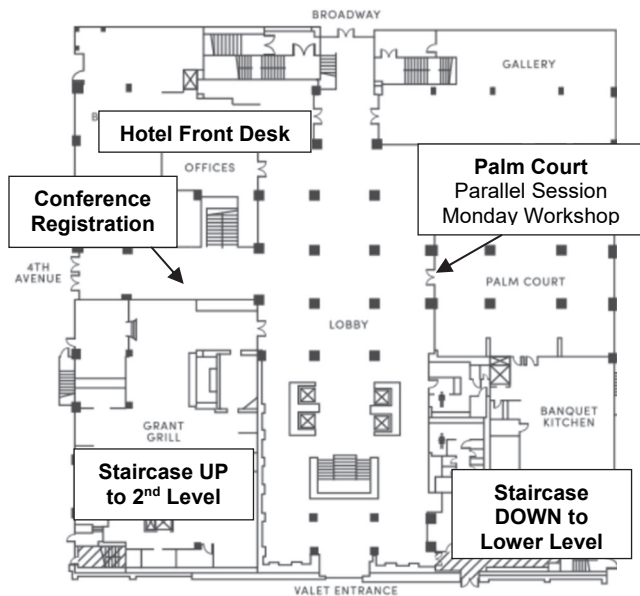 BROADWAY
GALLERY
B
Hotel Front Desk
OFFICES
Palm Court
Parallel Session
Monday Workshop
Conference
Registration
4TH
AVENUE
PALM COURT
LOBBY
GRANT
GRILL
BANQUET
KITCHEN
Staircase UP
to 2nd Level
Staircase
DOWN to
Lower Level
VALET ENTRANCE